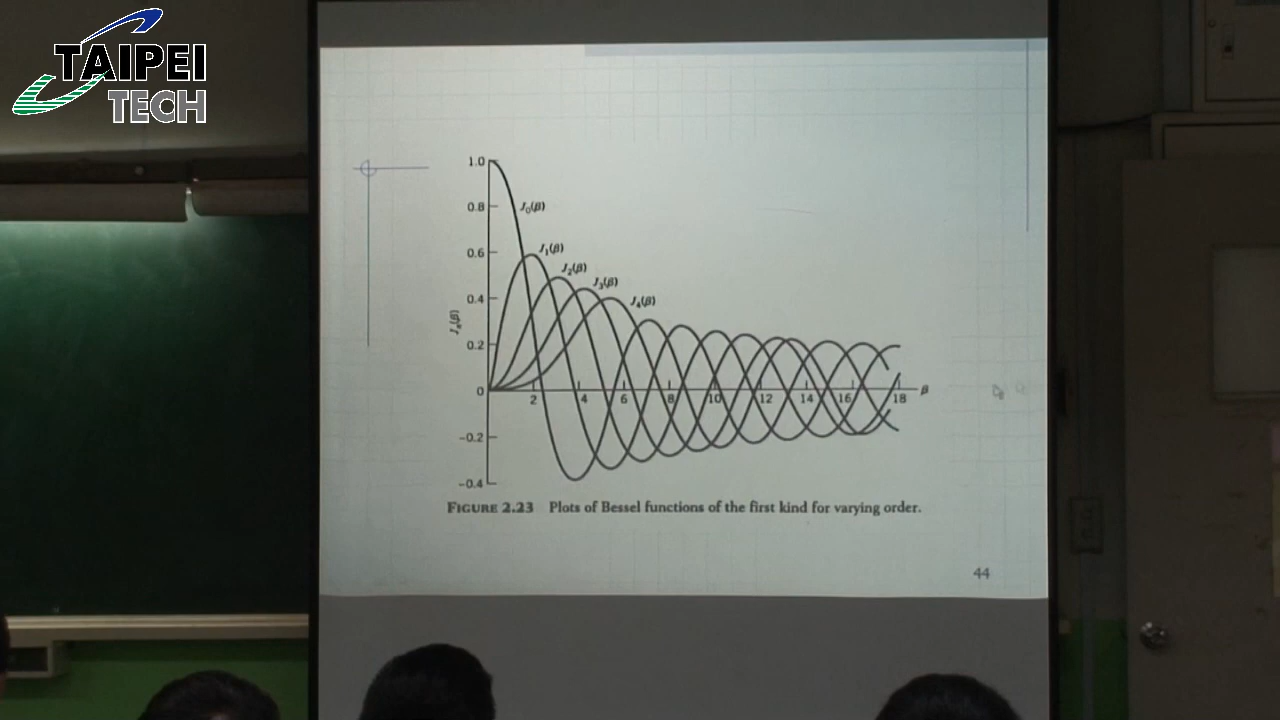 TAIPEI
TECH
1.0
0.8
0.6
0.4
0.2
0
-0.2
-0.4
Jₙ(β)
J₀(β)
J₁(β)
J₂(β)
J₃(β)
J₄(β)
2 4 6 8 10 12 14 16 18 β
FIGURE 2.23 Plots of Bessel functions of the first kind for varying order.
44